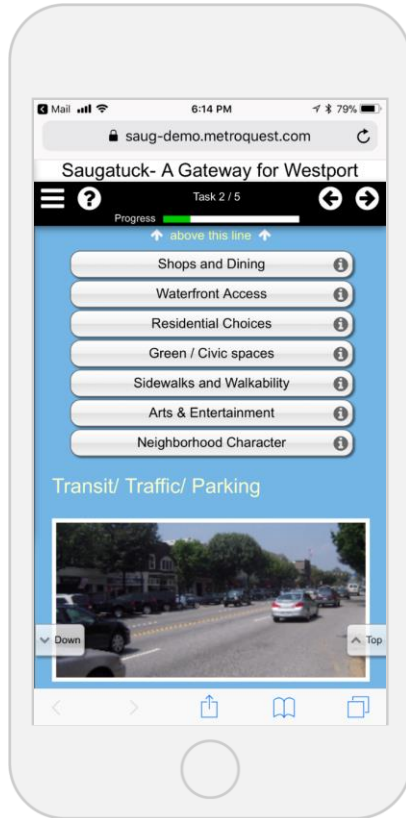 Mail 6:14 PM 79%
saug-demo.metroquest.com
Saugatuck- A Gateway for Westport
? Task 2 / 5
Progress
above this line
Shops and Dining i
Waterfront Access i
Residential Choices i
Green / Civic spaces i
Sidewalks and Walkability i
Arts & Entertainment i
Neighborhood Character i
Transit/ Traffic/ Parking
Down Top